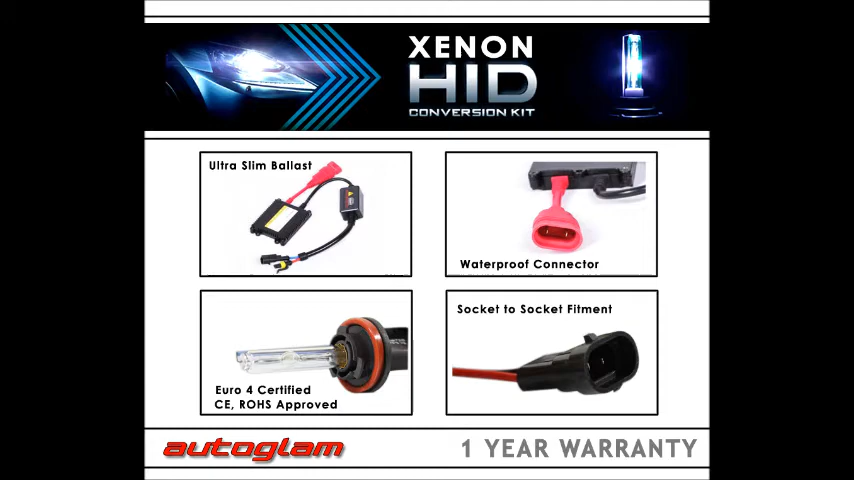 XENON
HID
CONVERSION KIT
Ultra Slim Ballast
Waterproof Connector
Euro 4 Certified
CE, ROHS Approved
Socket to Socket Fitment
autoglam
1 YEAR WARRANTY